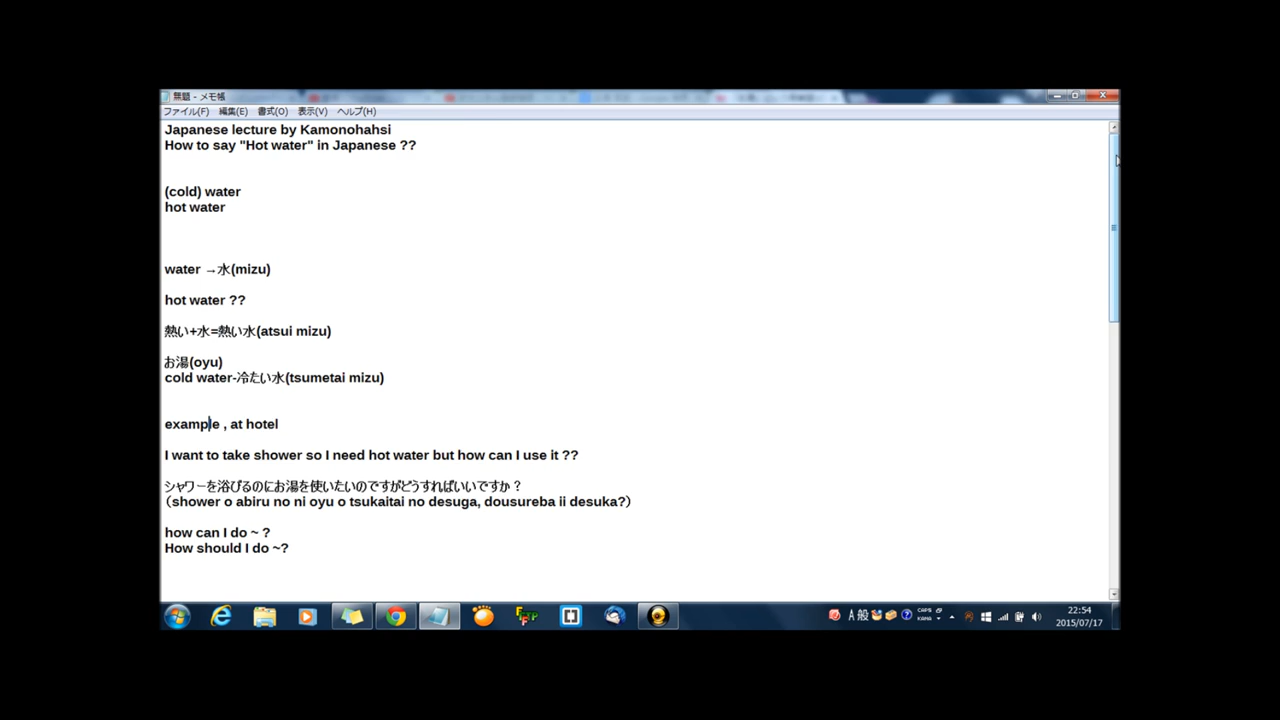 無題 - メモ帳
ファイル(F) 編集(E) 書式(O) 表示(V) ヘルプ(H)
Japanese lecture by Kamonohahsi
How to say "Hot water" in Japanese ??
(cold) water
hot water
water →水(mizu)
hot water ??
熱い+水=熱い水(atsui mizu)
お湯(oyu)
cold water-冷たい水(tsumetai mizu)
example , at hotel
I want to take shower so I need hot water but how can I use it ??
シャワーを浴びるのにお湯を使いたいのですがどうすればいいですか？
（shower o abiru no ni oyu o tsukaitai no desuga, dousureba ii desuka?）
how can I do ~ ?
How should I do ~?
A 般
CAPS
KANA
22:54
2015/07/17